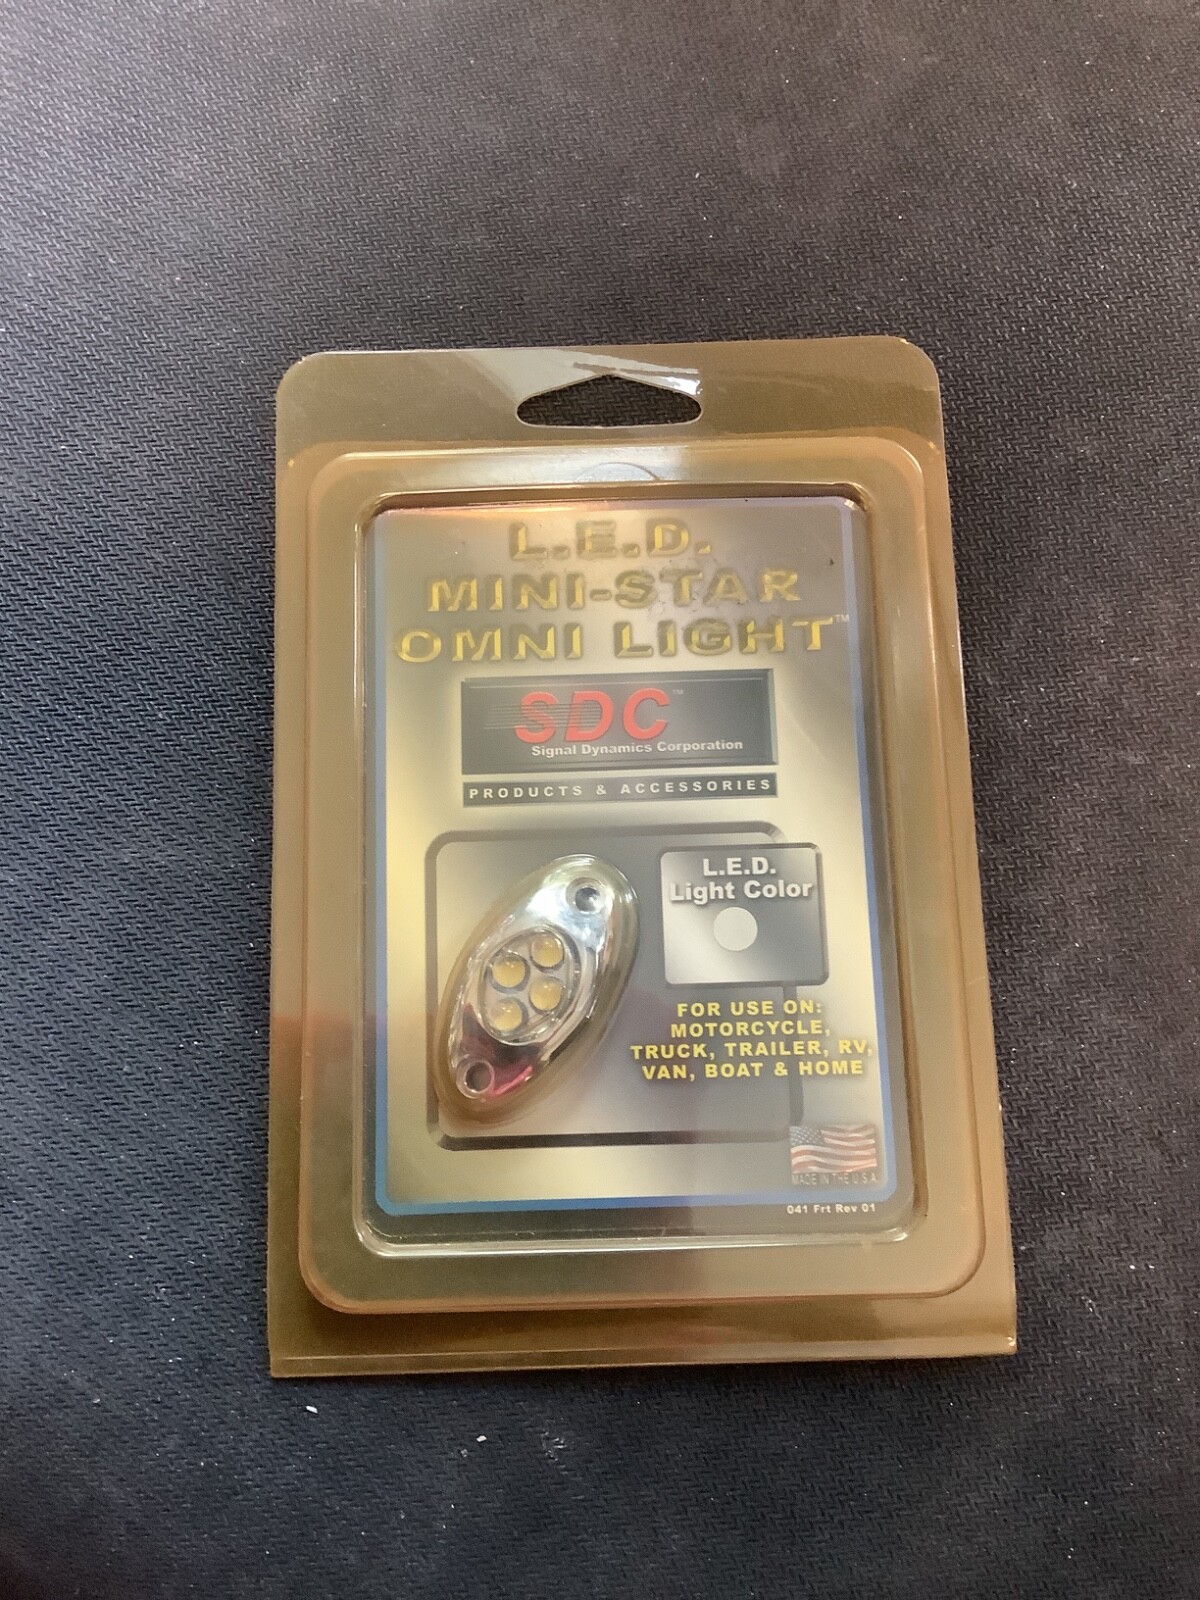 L.E.D.
MINI-STAR
OMNI LIGHT™
SDC™
Signal Dynamics Corporation
PRODUCTS & ACCESSORIES
L.E.D.
Light Color
FOR USE ON:
MOTORCYCLE,
TRUCK, TRAILER, RV,
VAN, BOAT & HOME
MADE IN THE U.S.A.
041 Frt Rev 01